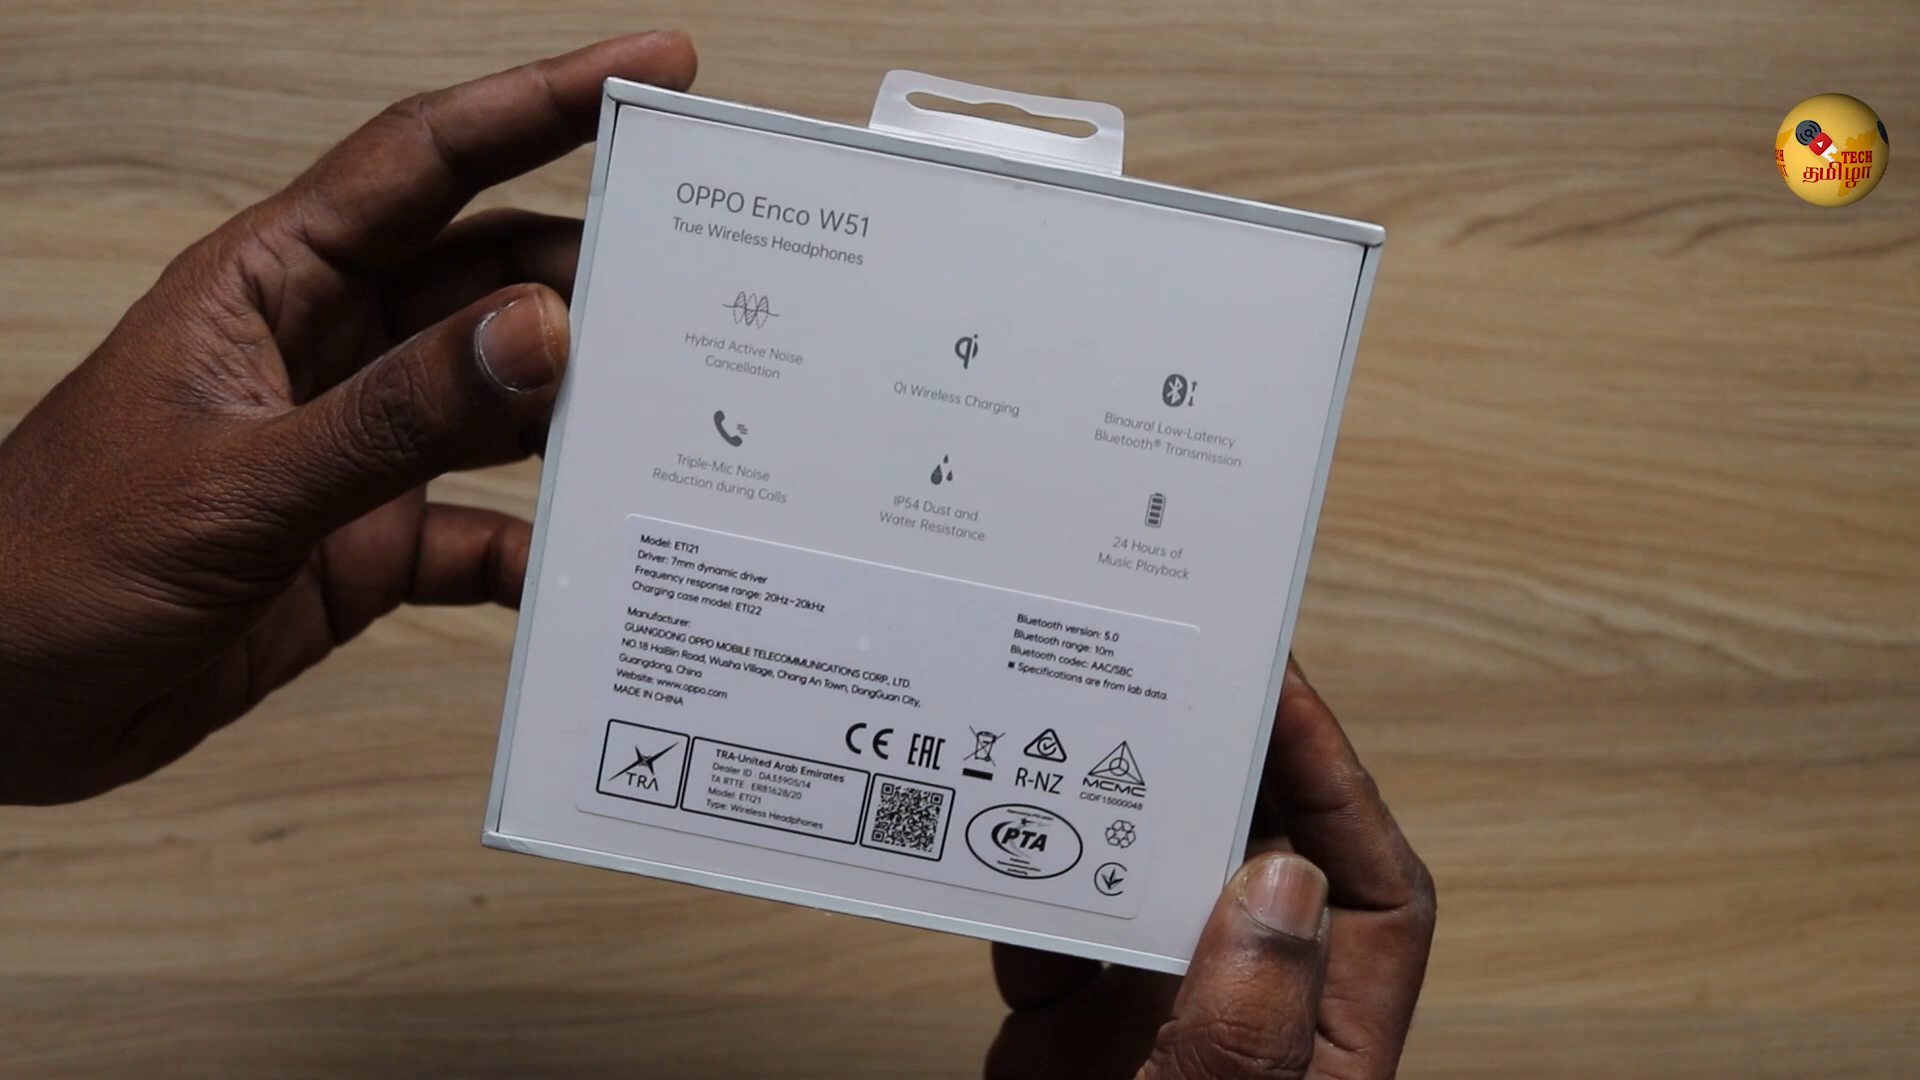 OPPO Enco W51
True Wireless Headphones
Hybrid Active Noise
Cancellation
Qi Wireless Charging
Binaural Low-Latency
Bluetooth® Transmission
Triple-Mic Noise
Reduction during Calls
IP54 Dust and
Water Resistance
24 Hours of
Music Playback
Model: ETI21
Driver: 7mm dynamic driver
Frequency response range: 20Hz~20kHz
Charging case model: ETI22
Manufacturer:
GUANGDONG OPPO MOBILE TELECOMMUNICATIONS CORP., LTD.
NO.18 HaiBin Road, Wusha Village, Chang An Town, DongGuan City,
Guangdong, China
Website: www.oppo.com
MADE IN CHINA
Bluetooth version: 5.0
Bluetooth range: 10m
Bluetooth codec: AAC/SBC
■ Specifications are from lab data.
TRA
TRA-United Arab Emirates
Dealer ID : DA33905/14
TA RTTE : ER81628/20
Model: ETI21
Type: Wireless Headphones
CE EAC
R-NZ
MCMC
CIDF15000048
PTA
TECH
தமிழா